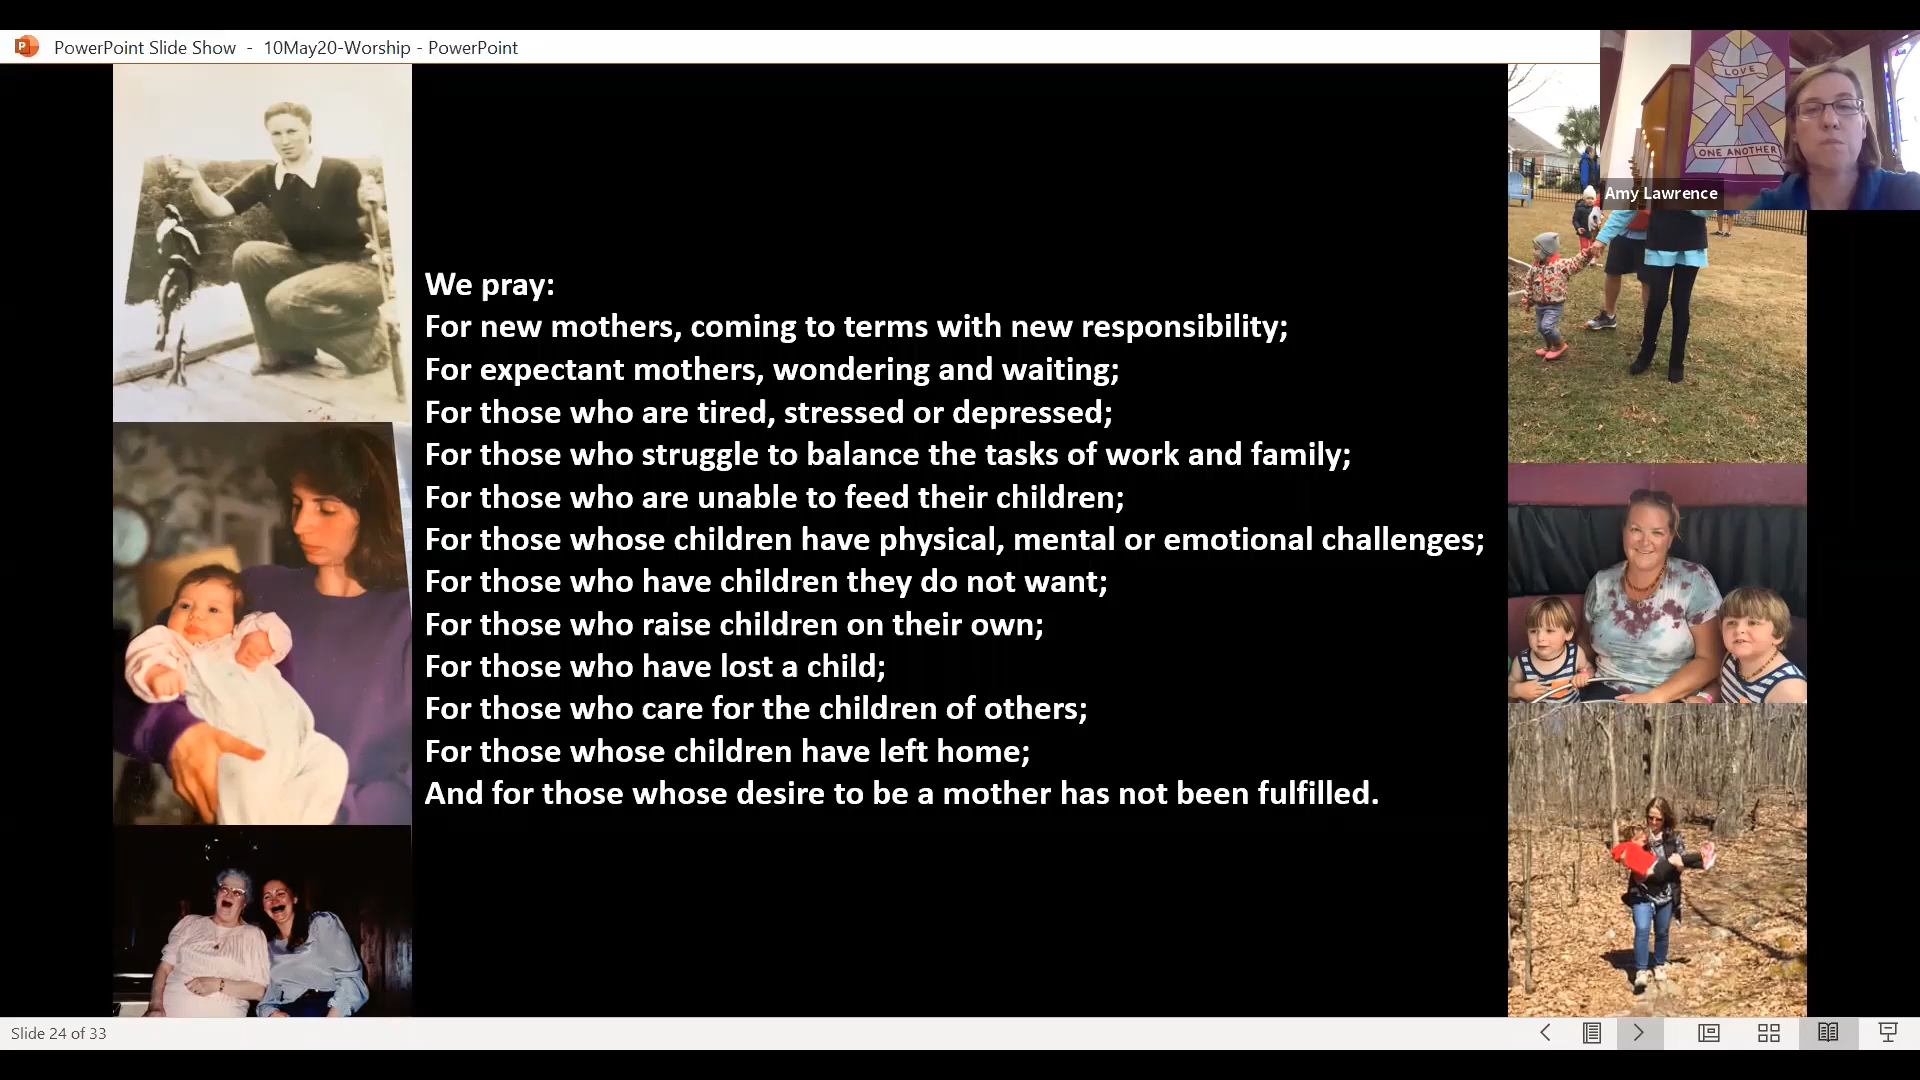 PowerPoint Slide Show - 10May20-Worship - PowerPoint
LOVE
ONE ANOTHER
Amy Lawrence
We pray:
For new mothers, coming to terms with new responsibility;
For expectant mothers, wondering and waiting;
For those who are tired, stressed or depressed;
For those who struggle to balance the tasks of work and family;
For those who are unable to feed their children;
For those whose children have physical, mental or emotional challenges;
For those who have children they do not want;
For those who raise children on their own;
For those who have lost a child;
For those who care for the children of others;
For those whose children have left home;
And for those whose desire to be a mother has not been fulfilled.
Slide 24 of 33